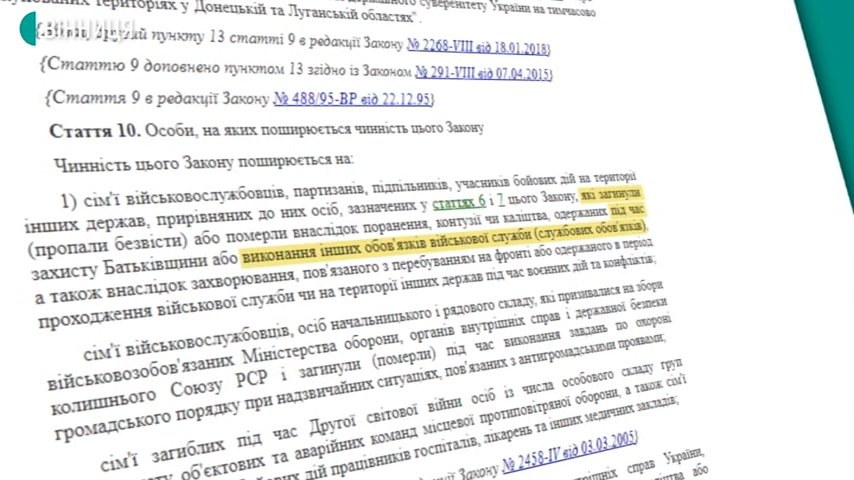 територіях у Донецькій та Луганській областях".
суверенітету України на тимчасово
ВІННИЦЯ
другий пункту 13 статті 9 в редакції Закону № 2268-VIII від 18.01.2018}
{Статтю 9 доповнено пунктом 13 згідно із Законом № 291-VIII від 07.04.2015}
{Стаття 9 в редакції Закону № 488/95-ВР від 22.12.95}
Стаття 10. Особи, на яких поширюється чинність цього Закону
Чинність цього Закону поширюється на:
1) сім'ї військовослужбовців, партизанів, підпільників, учасників бойових дій на території
інших держав, прирівняних до них осіб, зазначених у статтях 6 і 7 цього Закону, які загинули
(пропали безвісти) або померли внаслідок поранення, контузії чи каліцтва, одержаних під час
захисту Батьківщини або виконання інших обов'язків військової служби (службових обов'язків),
а також внаслідок захворювання, пов'язаного з перебуванням на фронті або одержаного в період
проходження військової служби чи на території інших держав під час воєнних дій та конфліктів;
сім'ї військовослужбовців, осіб начальницького і рядового складу, які призивалися на збори
військовозобов'язаних Міністерства оборони, органів внутрішніх справ і державної безпеки
колишнього Союзу РСР і загинули (померли) під час виконання завдань по охороні
громадського порядку при надзвичайних ситуаціях, пов'язаних з антигромадськими проявами;
сім'ї загиблих під час Другої світової війни осіб із числа особового складу груп
об'єктових та аварійних команд місцевої протиповітряної оборони, а також сім'ї
дій працівників госпіталів, лікарень та інших медичних закладів;
Закону № 2458-IV від 03.03.2005}
справ України,
або